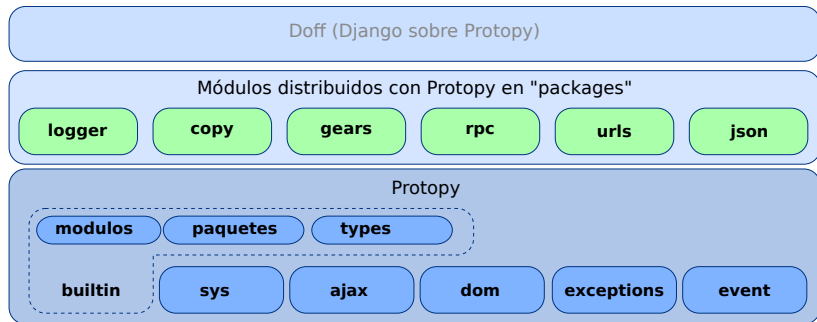 Doff (Django sobre Protopy)
Módulos distribuidos con Protopy en "packages"
logger copy gears rpc urls json
Protopy
modulos paquetes types
builtin sys ajax dom exceptions event